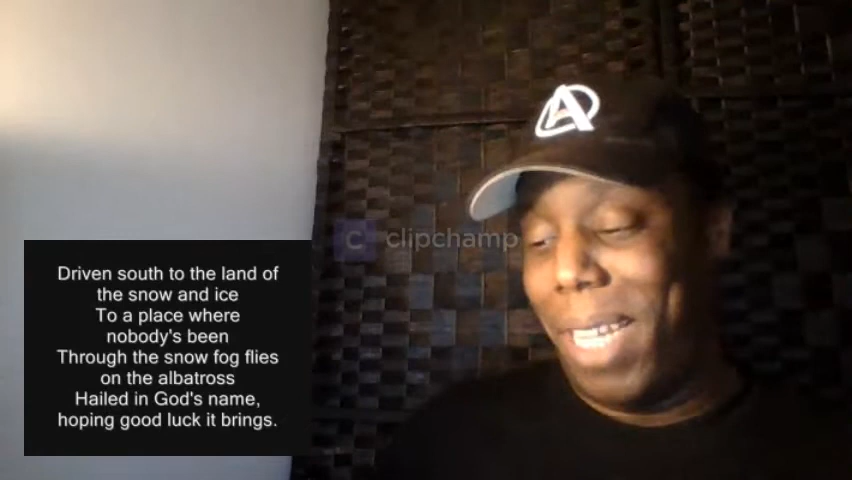 A
clipchamp
Driven south to the land of
the snow and ice
To a place where
nobody's been
Through the snow fog flies
on the albatross
Hailed in God's name,
hoping good luck it brings.